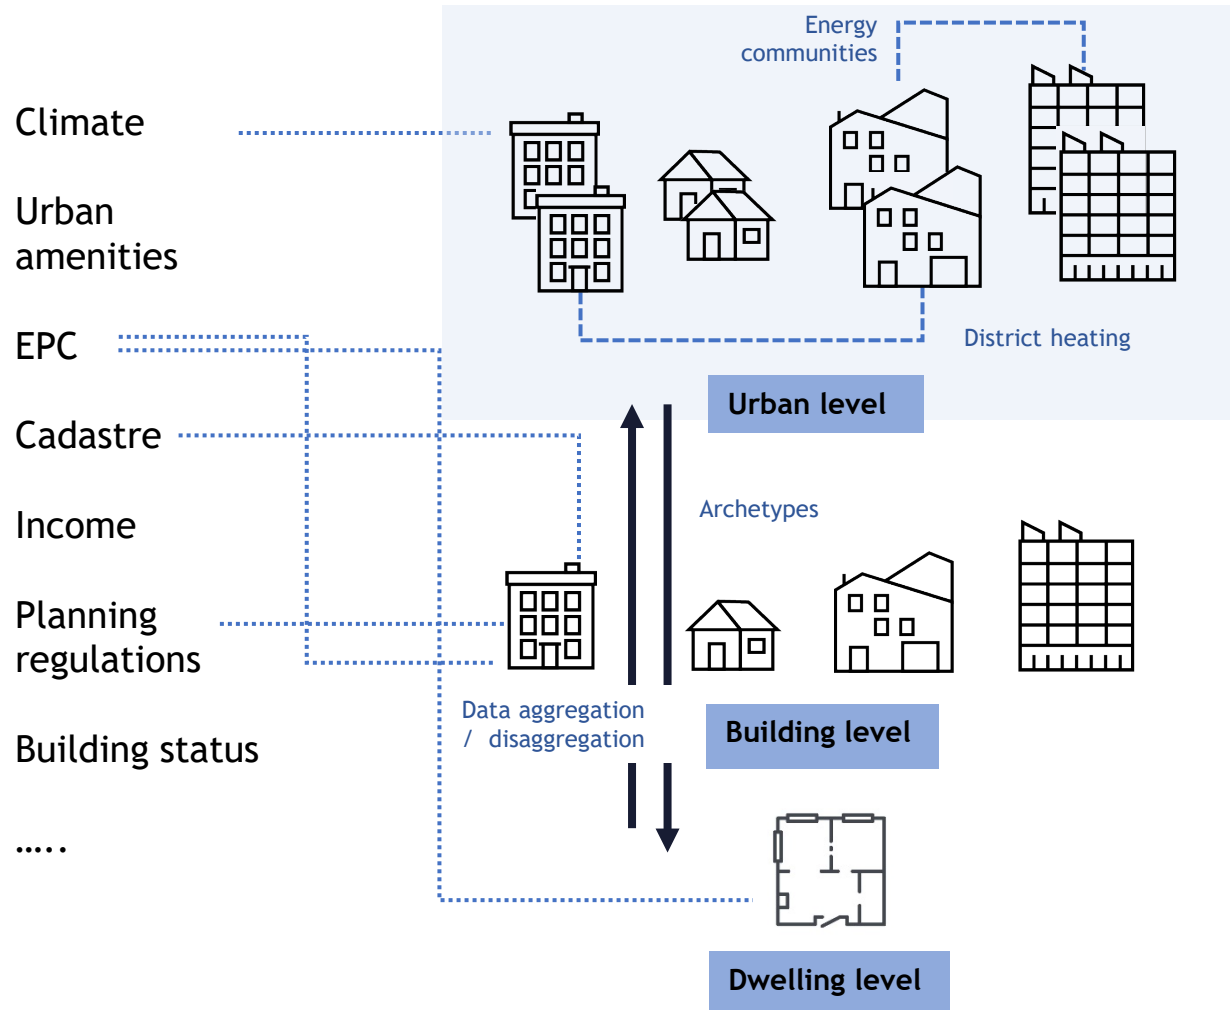 Energy
communities
Climate
Urban
amenities
EPC
District heating
Urban level
Cadastre
Archetypes
Income
Planning
regulations
Data aggregation
/ disaggregation
Building level
Building status
.....
Dwelling level